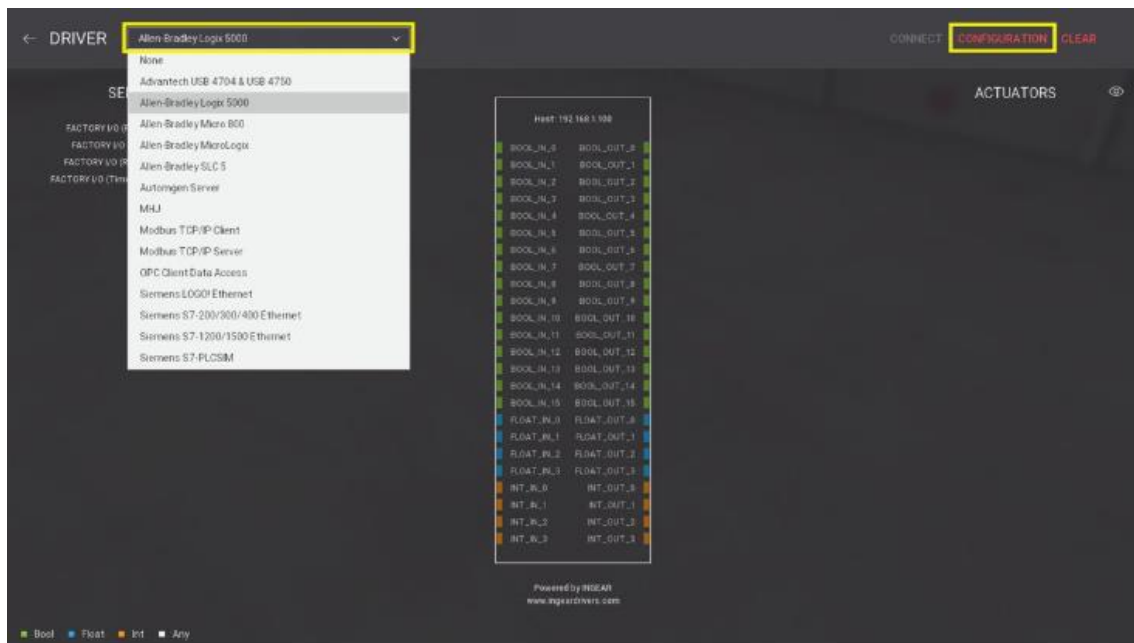 ← DRIVER Allen-Bradley Logix 5000 CONNECT CONFIGURATION CLEAR
None
Advantech USB 4704 & USB 4750
SE Allen-Bradley Logix 5000 ACTUATORS
Allen-Bradley Micro 800
Allen-Bradley MicroLogix
Allen-Bradley SLC 5
Automgen Server
MHJ
Modbus TCP/IP Client
Modbus TCP/IP Server
OPC Client Data Access
Siemens LOGO! Ethernet
Siemens S7-200/300/400 Ethernet
Siemens S7-1200/1500 Ethernet
Siemens S7-PLCSIM
FACTORY I/O (
FACTORY I/O
FACTORY I/O (R
FACTORY I/O (Time
Host: 192.168.1.100
BOOL_IN_0 BOOL_OUT_0
BOOL_IN_1 BOOL_OUT_1
BOOL_IN_2 BOOL_OUT_2
BOOL_IN_3 BOOL_OUT_3
BOOL_IN_4 BOOL_OUT_4
BOOL_IN_5 BOOL_OUT_5
BOOL_IN_6 BOOL_OUT_6
BOOL_IN_7 BOOL_OUT_7
BOOL_IN_8 BOOL_OUT_8
BOOL_IN_9 BOOL_OUT_9
BOOL_IN_10 BOOL_OUT_10
BOOL_IN_11 BOOL_OUT_11
BOOL_IN_12 BOOL_OUT_12
BOOL_IN_13 BOOL_OUT_13
BOOL_IN_14 BOOL_OUT_14
BOOL_IN_15 BOOL_OUT_15
FLOAT_IN_0 FLOAT_OUT_0
FLOAT_IN_1 FLOAT_OUT_1
FLOAT_IN_2 FLOAT_OUT_2
FLOAT_IN_3 FLOAT_OUT_3
INT_IN_0 INT_OUT_0
INT_IN_1 INT_OUT_1
INT_IN_2 INT_OUT_2
INT_IN_3 INT_OUT_3
Powered by INGEAR
www.ingeardrivers.com
Bool Float Int Any